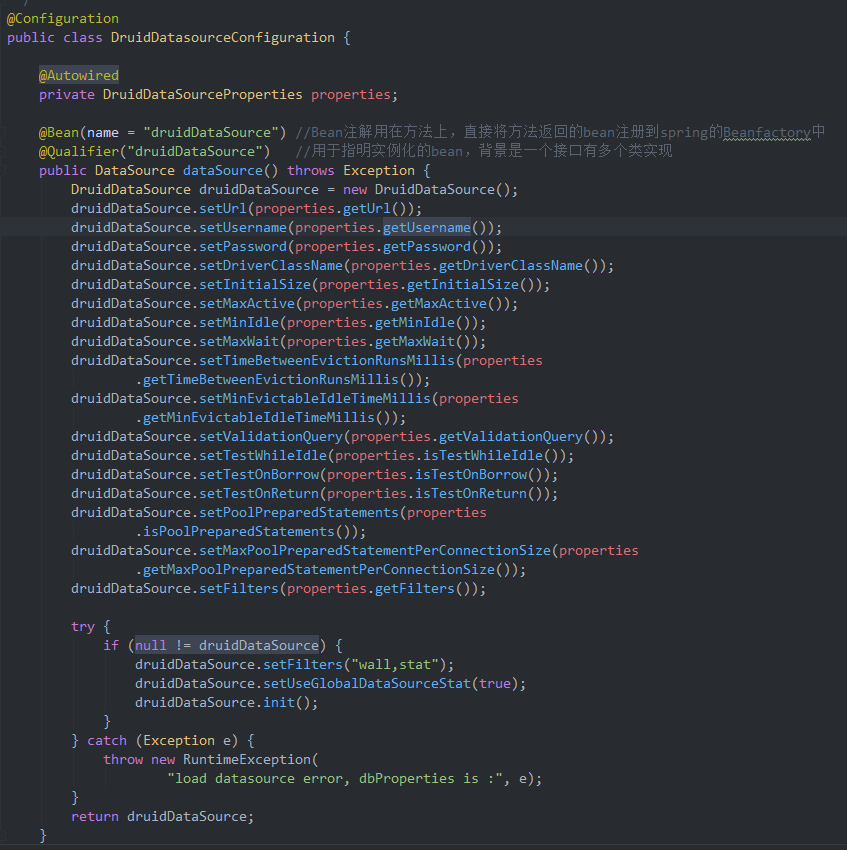 /
@Configuration
public class DruidDatasourceConfiguration {
@Autowired
private DruidDataSourceProperties properties;
@Bean(name = "druidDataSource") //Bean注解用在方法上，直接将方法返回的bean注册到spring的Beanfactory中
@Qualifier("druidDataSource")   //用于指明实例化的bean，背景是一个接口有多个类实现
public DataSource dataSource() throws Exception {
DruidDataSource druidDataSource = new DruidDataSource();
druidDataSource.setUrl(properties.getUrl());
druidDataSource.setUsername(properties.getUsername());
druidDataSource.setPassword(properties.getPassword());
druidDataSource.setDriverClassName(properties.getDriverClassName());
druidDataSource.setInitialSize(properties.getInitialSize());
druidDataSource.setMaxActive(properties.getMaxActive());
druidDataSource.setMinIdle(properties.getMinIdle());
druidDataSource.setMaxWait(properties.getMaxWait());
druidDataSource.setTimeBetweenEvictionRunsMillis(properties
.getTimeBetweenEvictionRunsMillis());
druidDataSource.setMinEvictableIdleTimeMillis(properties
.getMinEvictableIdleTimeMillis());
druidDataSource.setValidationQuery(properties.getValidationQuery());
druidDataSource.setTestWhileIdle(properties.isTestWhileIdle());
druidDataSource.setTestOnBorrow(properties.isTestOnBorrow());
druidDataSource.setTestOnReturn(properties.isTestOnReturn());
druidDataSource.setPoolPreparedStatements(properties
.isPoolPreparedStatements());
druidDataSource.setMaxPoolPreparedStatementPerConnectionSize(properties
.getMaxPoolPreparedStatementPerConnectionSize());
druidDataSource.setFilters(properties.getFilters());
try {
if (null != druidDataSource) {
druidDataSource.setFilters("wall,stat");
druidDataSource.setUseGlobalDataSourceStat(true);
druidDataSource.init();
}
} catch (Exception e) {
throw new RuntimeException(
"load datasource error, dbProperties is :", e);
}
return druidDataSource;
}